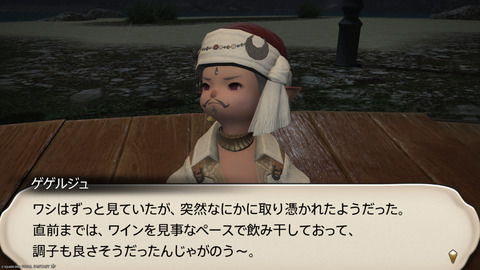 ゲゲルジュ
ワシはずっと見ていたが、突然なにかに取り憑かれたようだった。
直前までは、ワインを見事なペースで飲み干しておって、
調子も良さそうだったんじゃがのう～。